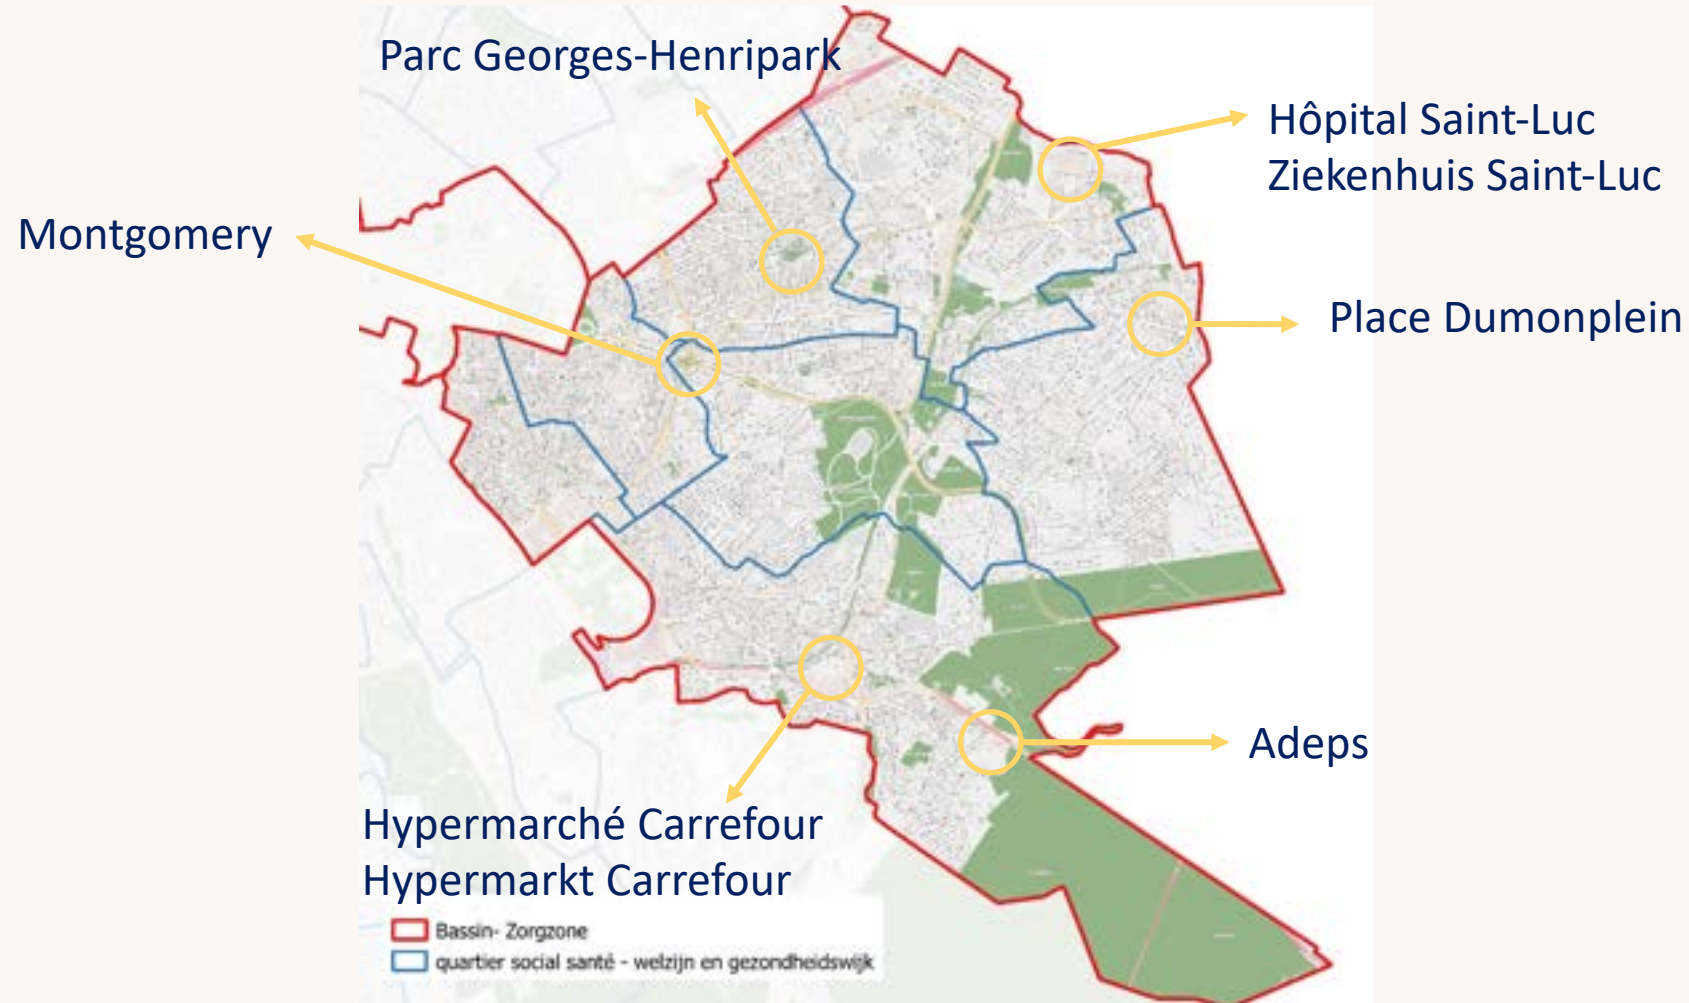 Parc Georges-Henripark
Hôpital Saint-Luc
Ziekenhuis Saint-Luc
Montgomery
Place Dumonplein
Adeps
Hypermarché Carrefour
Hypermarkt Carrefour
Bassin- Zorgzone
quartier social santé - welzijn en gezondheidswijk